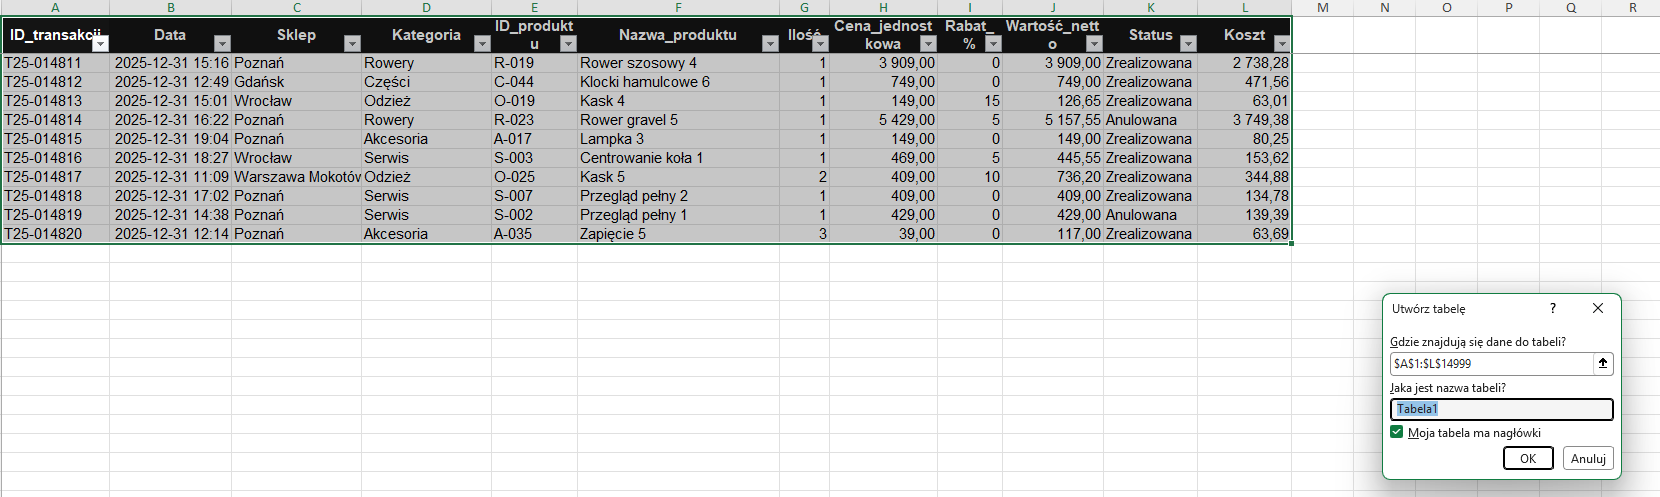 A B C D E F G H I J K L M N O P Q R
ID_transakcji Data Sklep Kategoria ID_produktu Nazwa_produktu Ilość Cena_jednostkowa Rabat_% Wartość_netto Status Koszt
T25-014811 2025-12-31 15:16 Poznań Rowery R-019 Rower szosowy 4 1 3 909,00 0 3 909,00 Zrealizowana 2 738,28
T25-014812 2025-12-31 12:49 Gdańsk Części C-044 Klocki hamulcowe 6 1 749,00 0 749,00 Zrealizowana 471,56
T25-014813 2025-12-31 15:01 Wrocław Odzież O-019 Kask 4 1 149,00 15 126,65 Zrealizowana 63,01
T25-014814 2025-12-31 16:22 Poznań Rowery R-023 Rower gravel 5 1 5 429,00 5 5 157,55 Anulowana 3 749,38
T25-014815 2025-12-31 19:04 Poznań Akcesoria A-017 Lampka 3 1 149,00 0 149,00 Zrealizowana 80,25
T25-014816 2025-12-31 18:27 Wrocław Serwis S-003 Centrowanie koła 1 1 469,00 5 445,55 Zrealizowana 153,62
T25-014817 2025-12-31 11:09 Warszawa Mokotów Odzież O-025 Kask 5 2 409,00 10 736,20 Zrealizowana 344,88
T25-014818 2025-12-31 17:02 Poznań Serwis S-007 Przegląd pełny 2 1 409,00 0 409,00 Zrealizowana 134,78
T25-014819 2025-12-31 14:38 Poznań Serwis S-002 Przegląd pełny 1 1 429,00 0 429,00 Anulowana 139,39
T25-014820 2025-12-31 12:14 Poznań Akcesoria A-035 Zapięcie 5 3 39,00 0 117,00 Zrealizowana 63,69
Utwórz tabelę ?
Gdzie znajdują się dane do tabeli?
$A$1:$L$14999
Jaka jest nazwa tabeli?
Tabela1
Moja tabela ma nagłówki
OK Anuluj